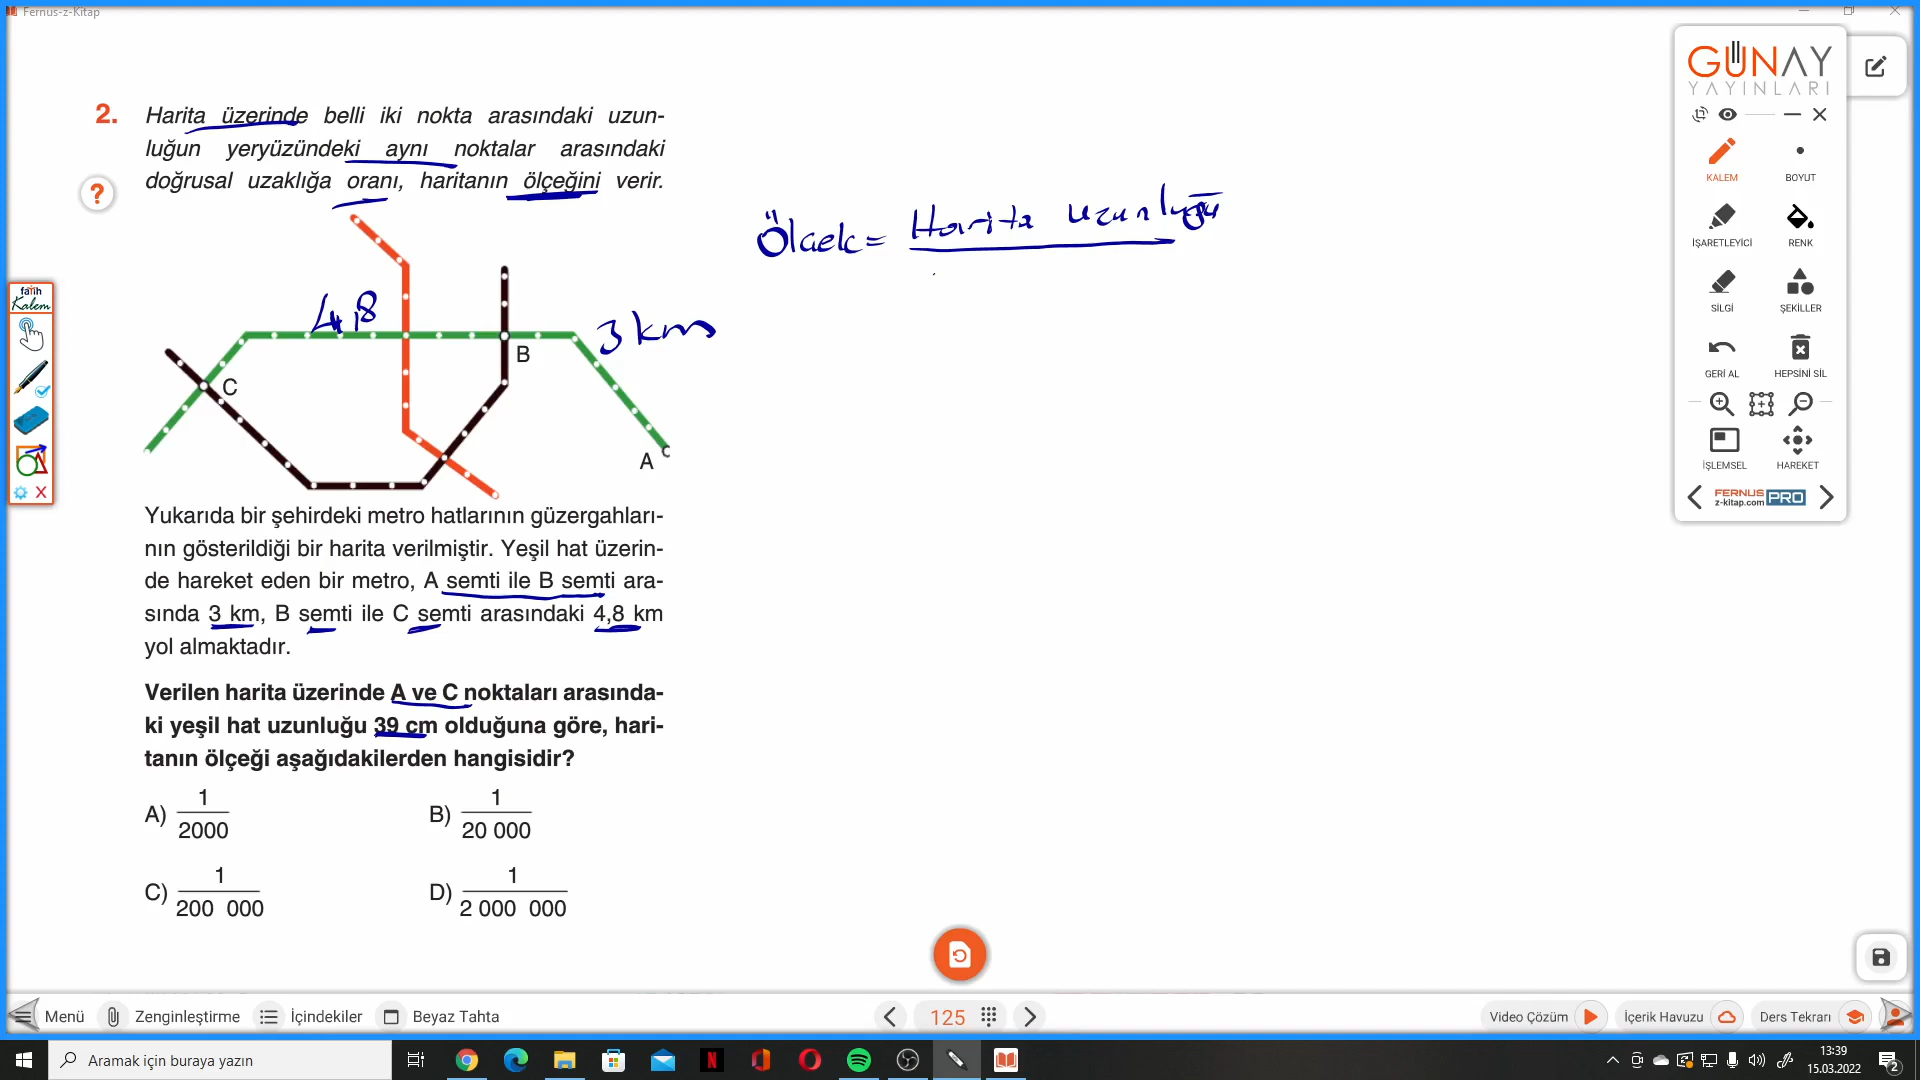 Fernus-z-Kitap
GÜNAY
YAYINLARI
2. Harita üzerinde belli iki nokta arasındaki uzun-
luğun yeryüzündeki aynı noktalar arasındaki
doğrusal uzaklığa oranı, haritanın ölçeğini verir.
?
Ölçek = Harita uzunluğu
4,8
3 km
B
C
A
Yukarıda bir şehirdeki metro hatlarının güzergahları-
nın gösterildiği bir harita verilmiştir. Yeşil hat üzerin-
de hareket eden bir metro, A semti ile B semti ara-
sında 3 km, B semti ile C semti arasındaki 4,8 km
yol almaktadır.
Verilen harita üzerinde A ve C noktaları arasında-
ki yeşil hat uzunluğu 39 cm olduğuna göre, hari-
tanın ölçeği aşağıdakilerden hangisidir?
A) 1/2000
B) 1/20 000
C) 1/200 000
D) 1/2 000 000
fatih
Kalem
KALEM
BOYUT
İŞARETLEYİCİ
RENK
SİLGİ
ŞEKİLLER
GERİ AL
HEPSİNİ SİL
İŞLEMSEL
HAREKET
FERNUS
z-kitap.com
PRO
Menü
Zenginleştirme
İçindekiler
Beyaz Tahta
125
Video Çözüm
İçerik Havuzu
Ders Tekrarı
Aramak için buraya yazın
13:39
15.03.2022
2